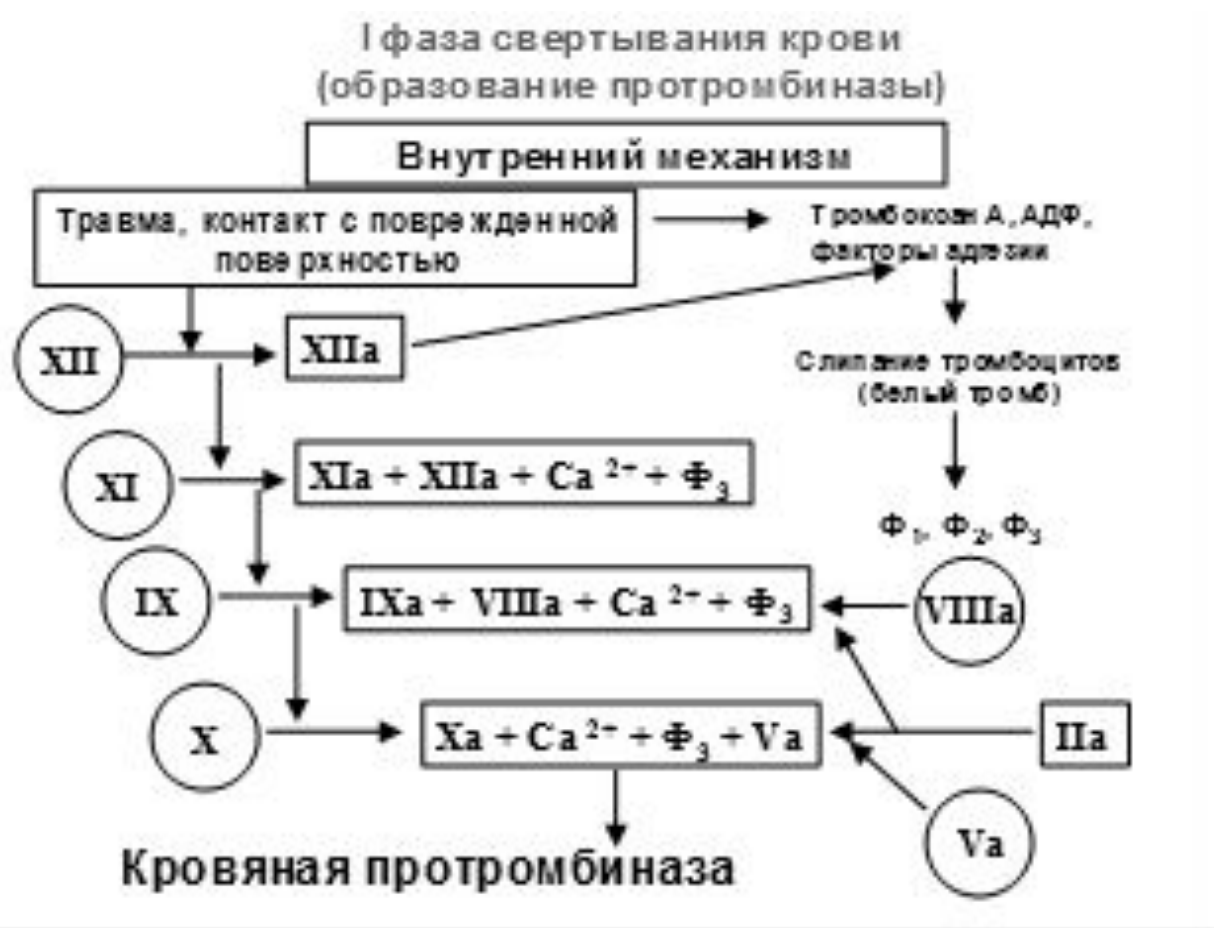 I фаза свертывания крови
(образование протромбиназы)
Внутренний механизм
Травма, контакт с поврежденной
поверхностью
Тромбоксан А, АДФ,
факторы адгезии
XII
XIIa
Слипание тромбоцитов
(белый тромб)
XI
XIa + XIIa + Ca 2+ + Ф3
Ф1, Ф2, Ф3
IX
IXa + VIIIa + Ca 2+ + Ф3
VIIIa
X
Xa + Ca 2+ + Ф3 + Va
IIa
Va
Кровяная протромбиназа